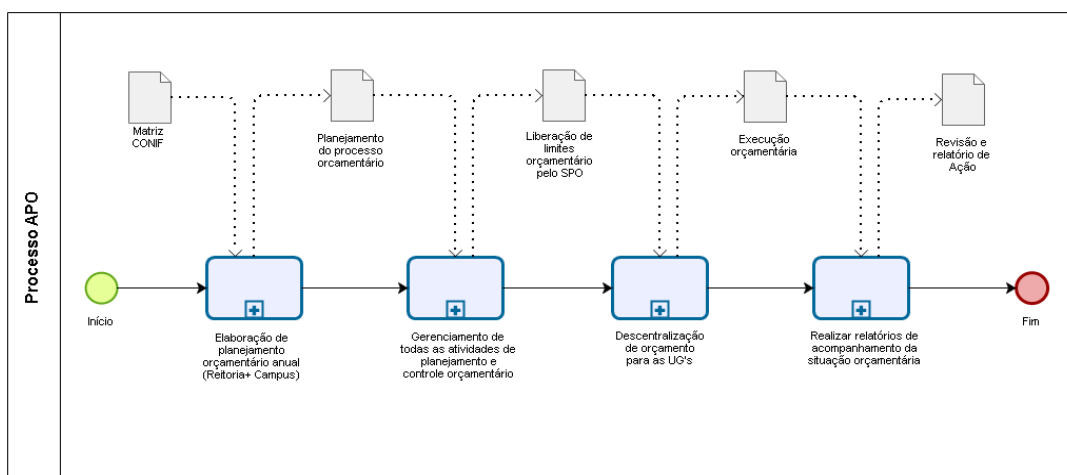 Processo APO
Matriz
CONIF
Planejamento
do processo
orcamentário
Liberação de
limites
orçamentário
pelo SPO
Execução
orçamentária
Revisão e
relatório de
Ação
Início
Elaboração de
planejamento
orçamentário anual
(Reitoria+ Campus)
Gerenciamento de
todas as atividades de
planejamento e
controle orçamentário
Descentralização
de orçamento
para as UG's
Realizar relatórios de
acompanhamento da
situação orçamentária
Fim